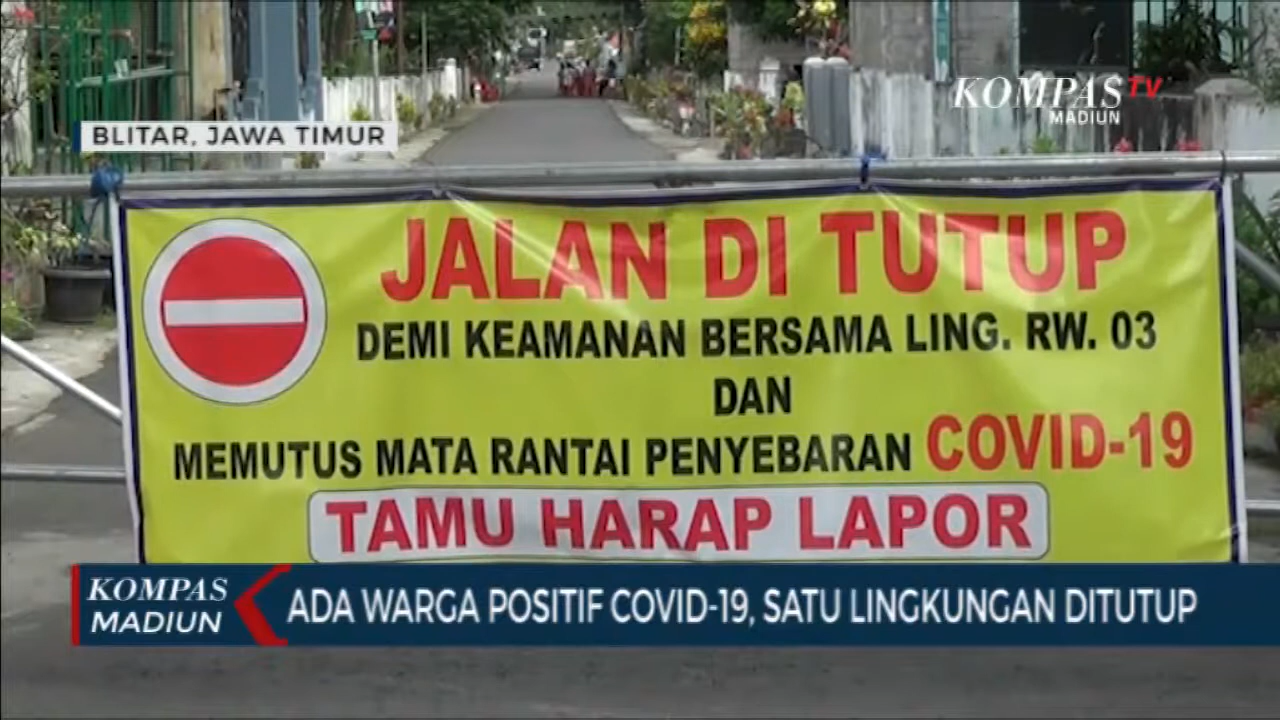 KOMPAS TV
MADIUN
BLITAR, JAWA TIMUR
JALAN DI TUTUP
DEMI KEAMANAN BERSAMA LING. RW. 03
DAN
MEMUTUS MATA RANTAI PENYEBARAN COVID-19
TAMU HARAP LAPOR
KOMPAS
MADIUN
ADA WARGA POSITIF COVID-19, SATU LINGKUNGAN DITUTUP